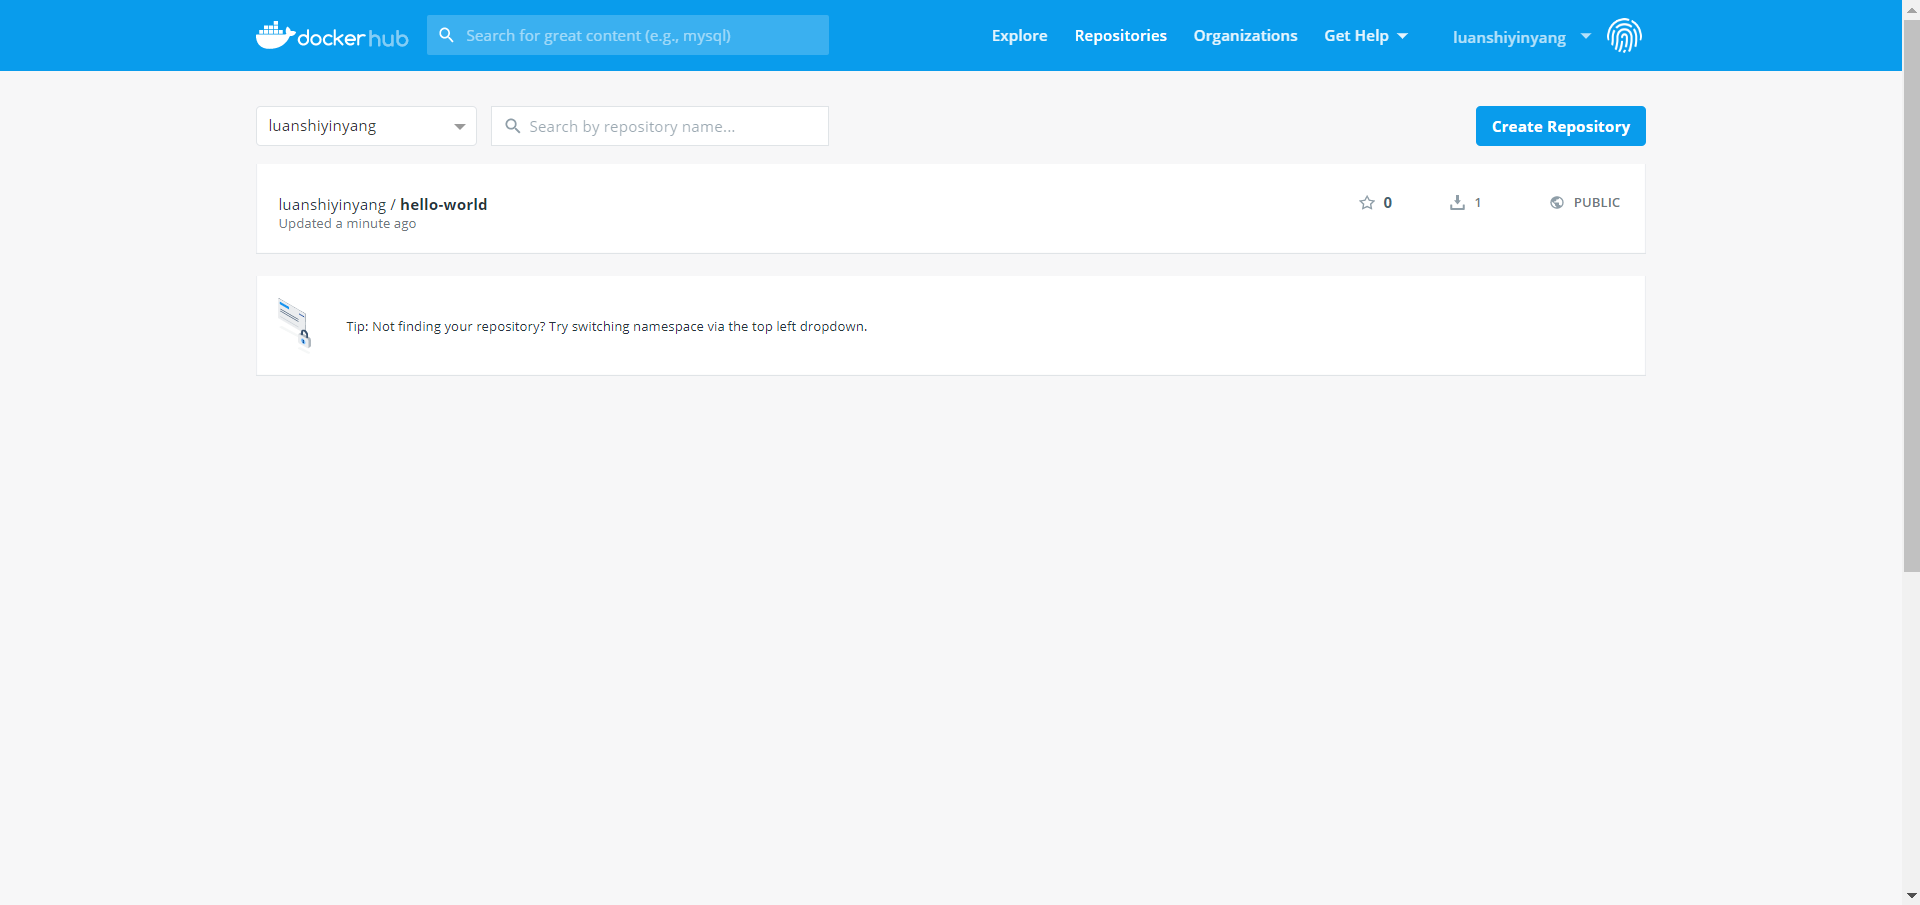 docker hub
Search for great content (e.g., mysql)
Explore
Repositories
Organizations
Get Help
luanshiyinyang
luanshiyinyang
Search by repository name...
Create Repository
luanshiyinyang / hello-world
0
1
PUBLIC
Updated a minute ago
Tip: Not finding your repository? Try switching namespace via the top left dropdown.